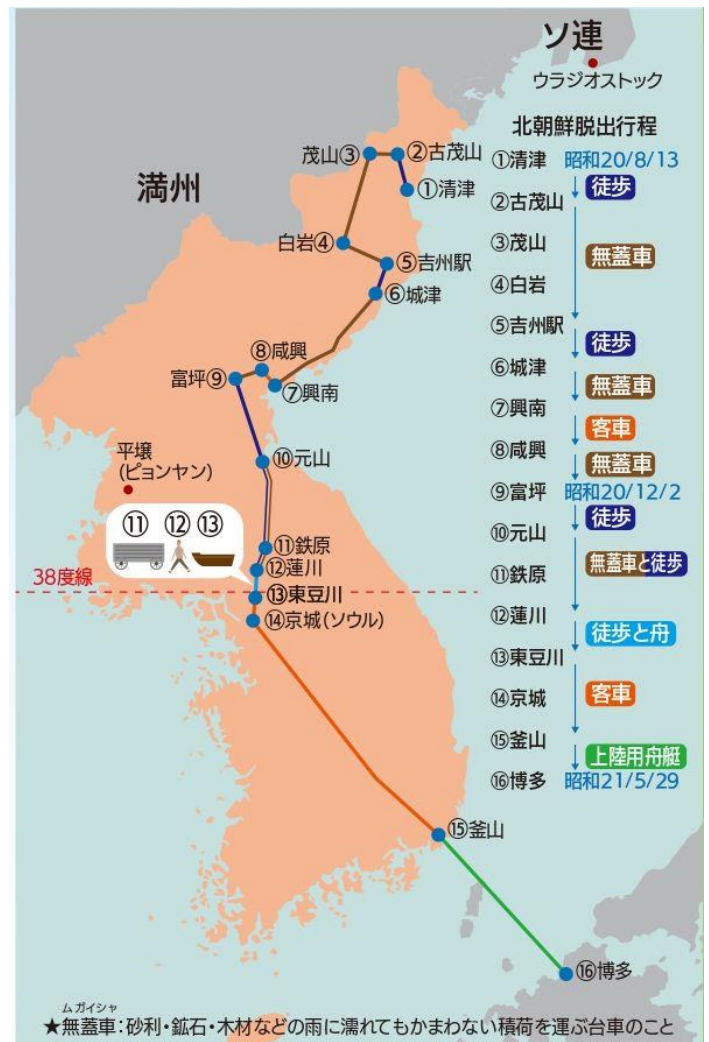 ソ連
ウラジオストック
満州
茂山③
②古茂山
①清津
白岩④
⑤吉州駅
⑥城津
⑧咸興
富坪⑨
⑦興南
平壌
(ピョンヤン)
⑩元山
⑪ ⑫ ⑬
⑪鉄原
⑫蓮川
38度線
⑬東豆川
⑭京城(ソウル)
⑮釜山
⑯博多
北朝鮮脱出行程
①清津 昭和20/8/13
徒歩
②古茂山
③茂山
無蓋車
④白岩
⑤吉州駅
徒歩
⑥城津
無蓋車
⑦興南
客車
⑧咸興
無蓋車
⑨富坪 昭和20/12/2
徒歩
⑩元山
無蓋車と徒歩
⑪鉄原
⑫蓮川
徒歩と舟
⑬東豆川
客車
⑭京城
⑮釜山
上陸用舟艇
⑯博多 昭和21/5/29
ムガイシャ
★無蓋車:砂利・鉱石・木材などの雨に濡れてもかまわない積荷を運ぶ台車のこと